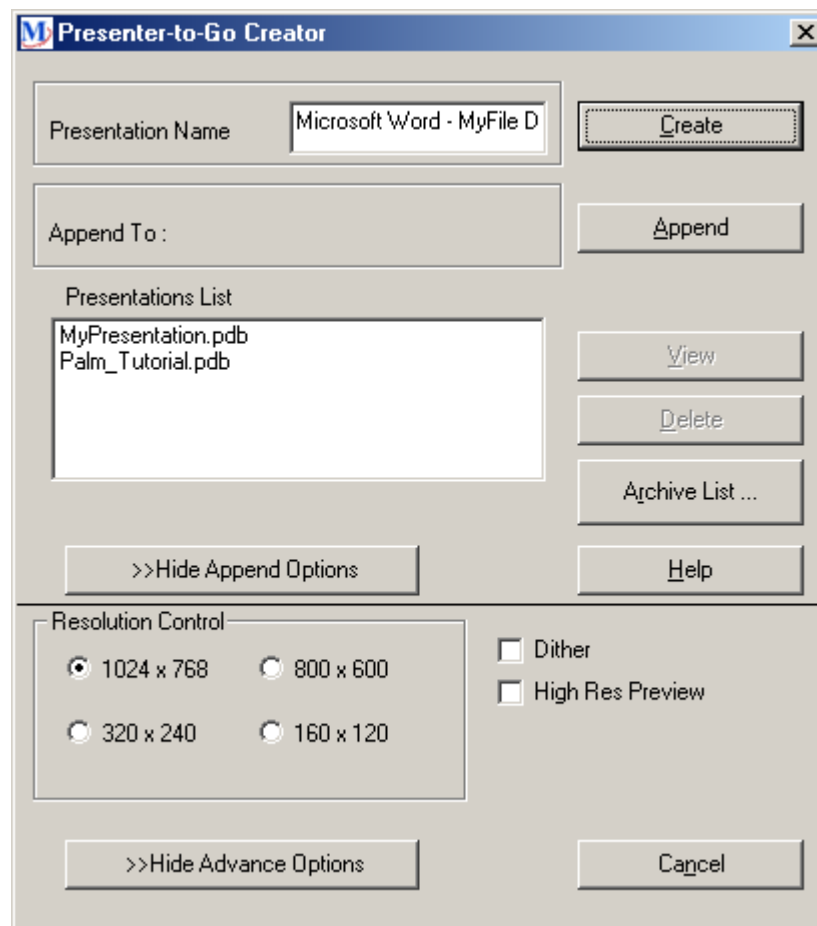 Presenter-to-Go Creator
Presentation Name
Microsoft Word - MyFile D
Create
Append To :
Append
Presentations List
MyPresentation.pdb
Palm_Tutorial.pdb
View
Delete
Archive List ...
>>Hide Append Options
Help
Resolution Control
1024 x 768
800 x 600
320 x 240
160 x 120
Dither
High Res Preview
>>Hide Advance Options
Cancel